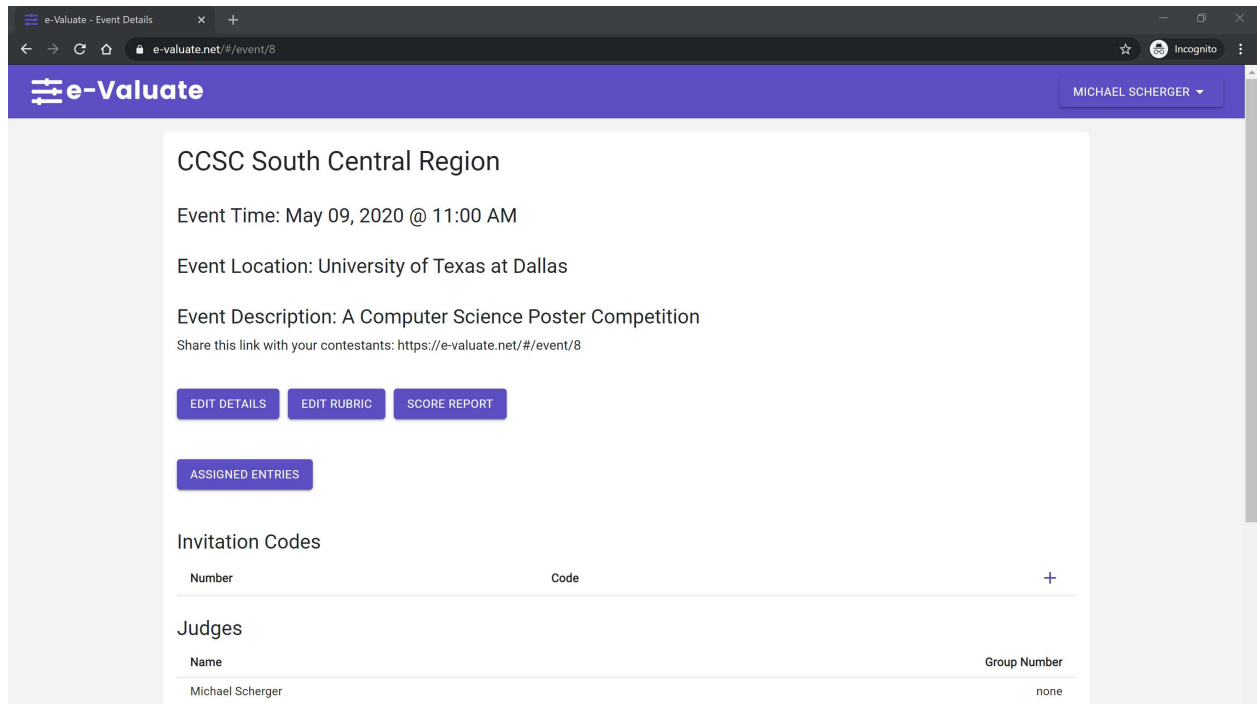 e-Valuate - Event Details
e-valuate.net/#/event/8
Incognito
e-Valuate
MICHAEL SCHERGER
CCSC South Central Region
Event Time: May 09, 2020 @ 11:00 AM
Event Location: University of Texas at Dallas
Event Description: A Computer Science Poster Competition
Share this link with your contestants: https://e-valuate.net/#/event/8
EDIT DETAILS EDIT RUBRIC SCORE REPORT
ASSIGNED ENTRIES
Invitation Codes
Number Code +
Judges
Name Group Number
Michael Scherger none